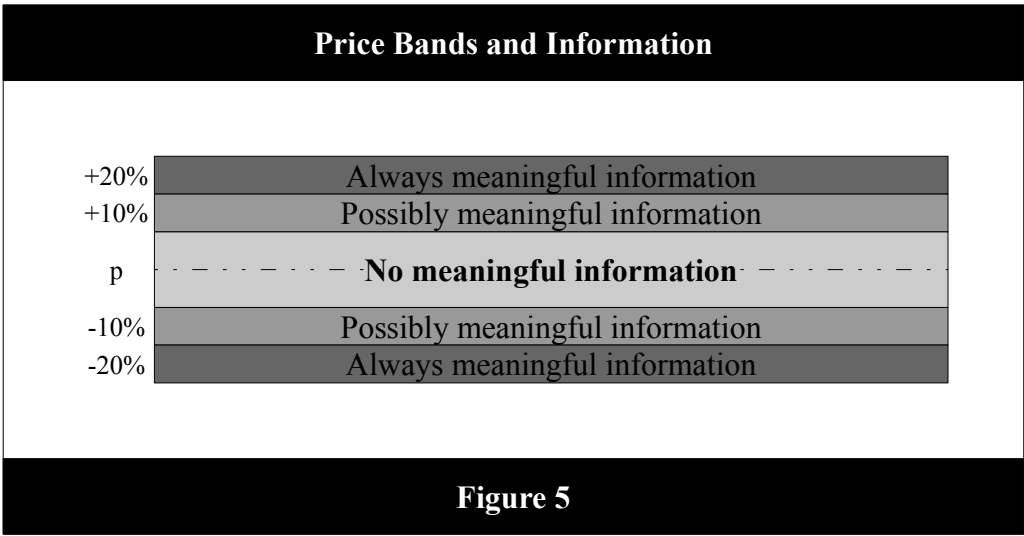 Price Bands and Information
+20% Always meaningful information
+10% Possibly meaningful information
p No meaningful information
-10% Possibly meaningful information
-20% Always meaningful information
Figure 5